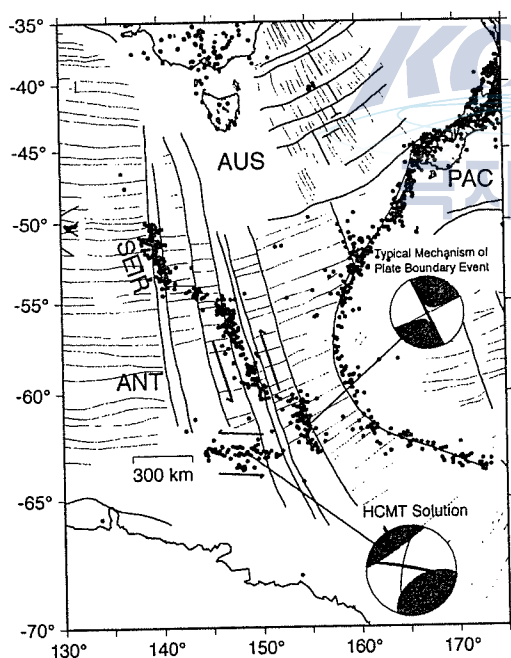 -35°
-40°
-45°
-50°
-55°
-60°
-65°
-70°
130°
140°
150°
160°
170°
AUS
PAC
SEIR
ANT
Typical Mechanism of
Plate Boundary Event
300 km
HCMT Solution